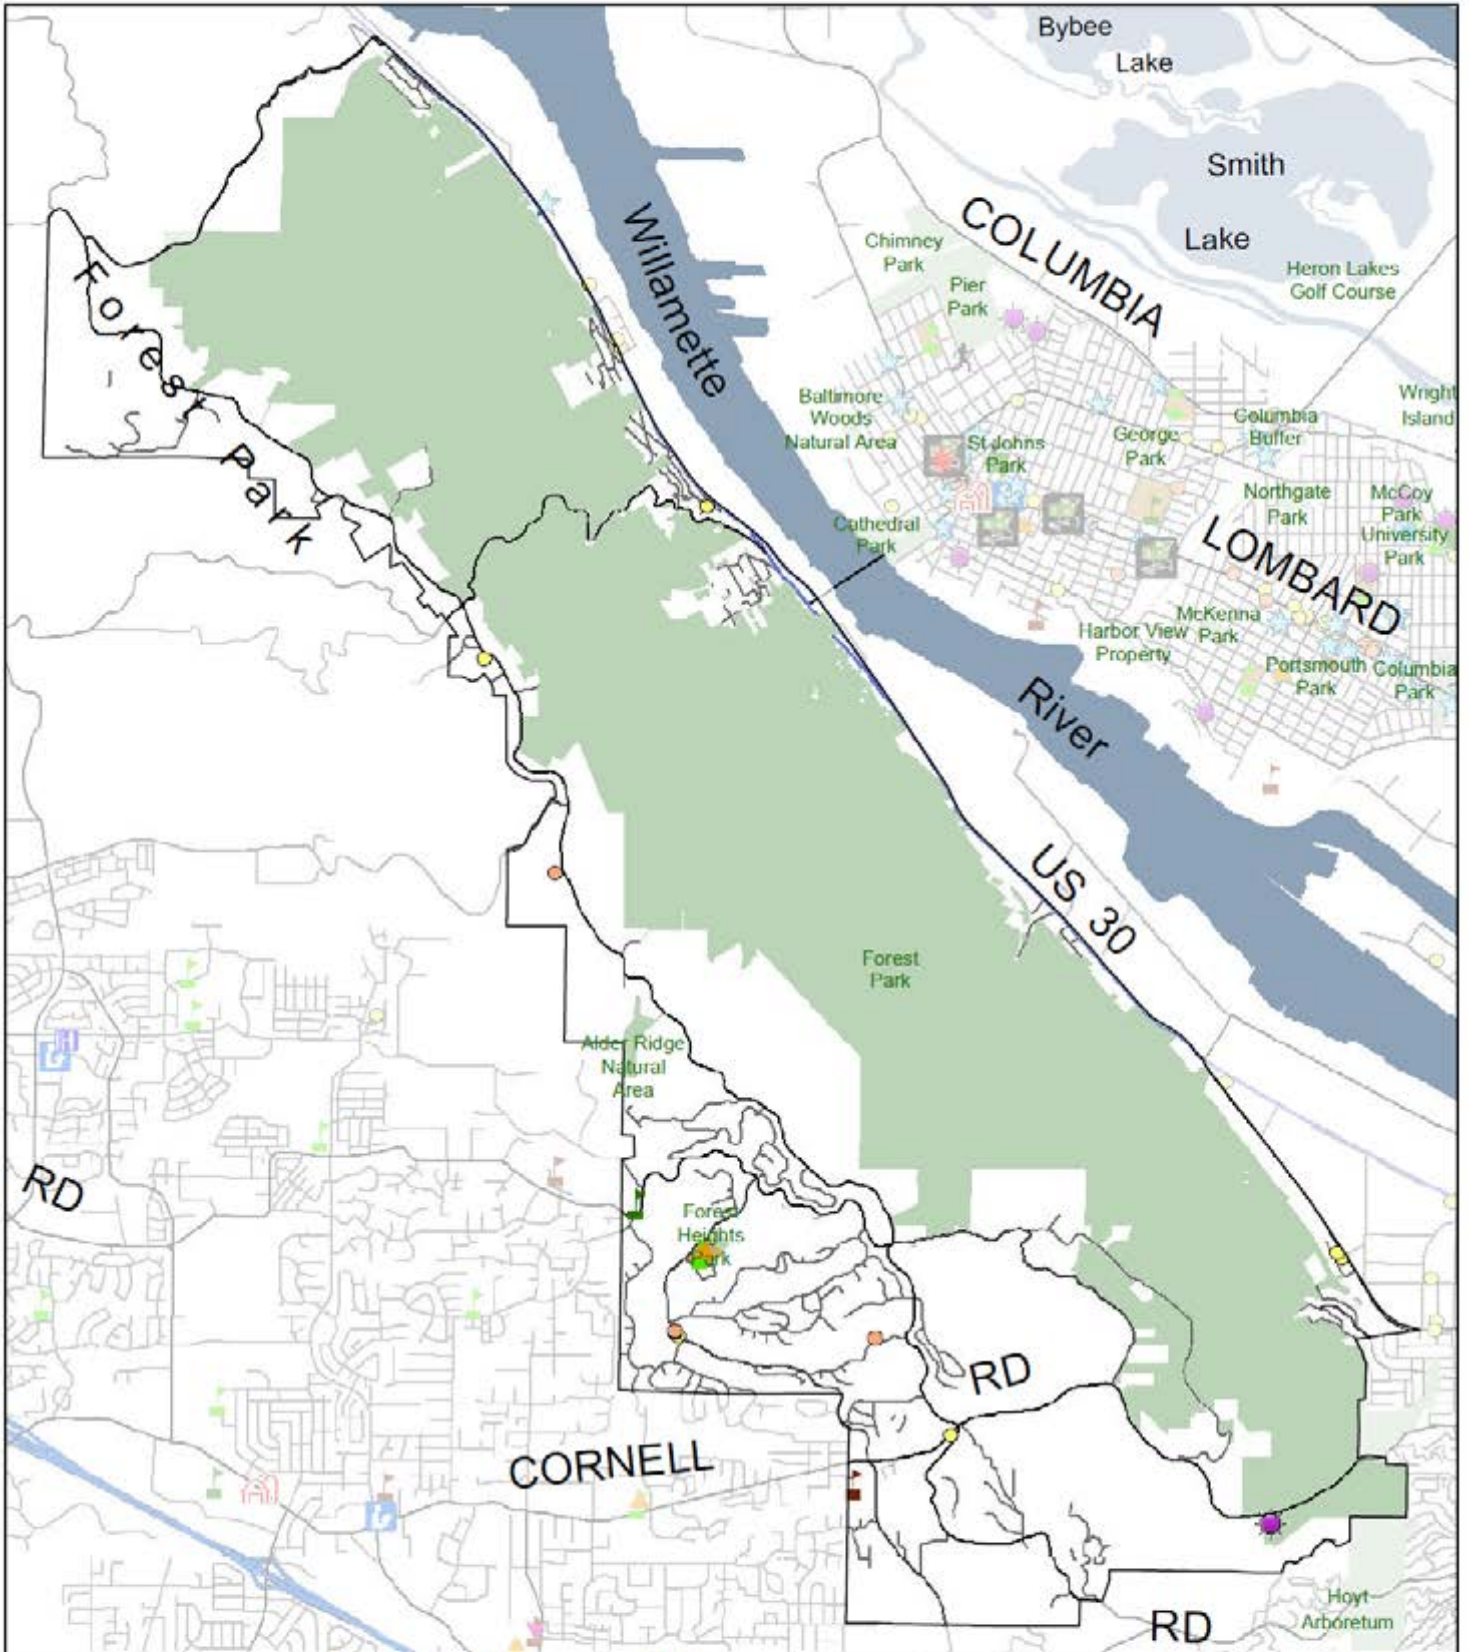 Bybee
Lake
Smith
Lake
COLUMBIA
Chimney
Park
Pier
Park
Heron Lakes
Golf Course
Willamette
Forest
Park
Baltimore
Woods
Natural Area
St Johns
Park
George
Park
Columbia
Buffer
Wright
Island
Northgate
Park
McCoy
Park
University
Park
LOMBARD
Cathedral
Park
McKenna
Park
Harbor View
Property
Portsmouth
Park
Columbia
Park
River
US 30
Forest
Park
Alder Ridge
Natural
Area
RD
Forest
Heights
Park
RD
CORNELL
Hoyt
Arboretum
RD